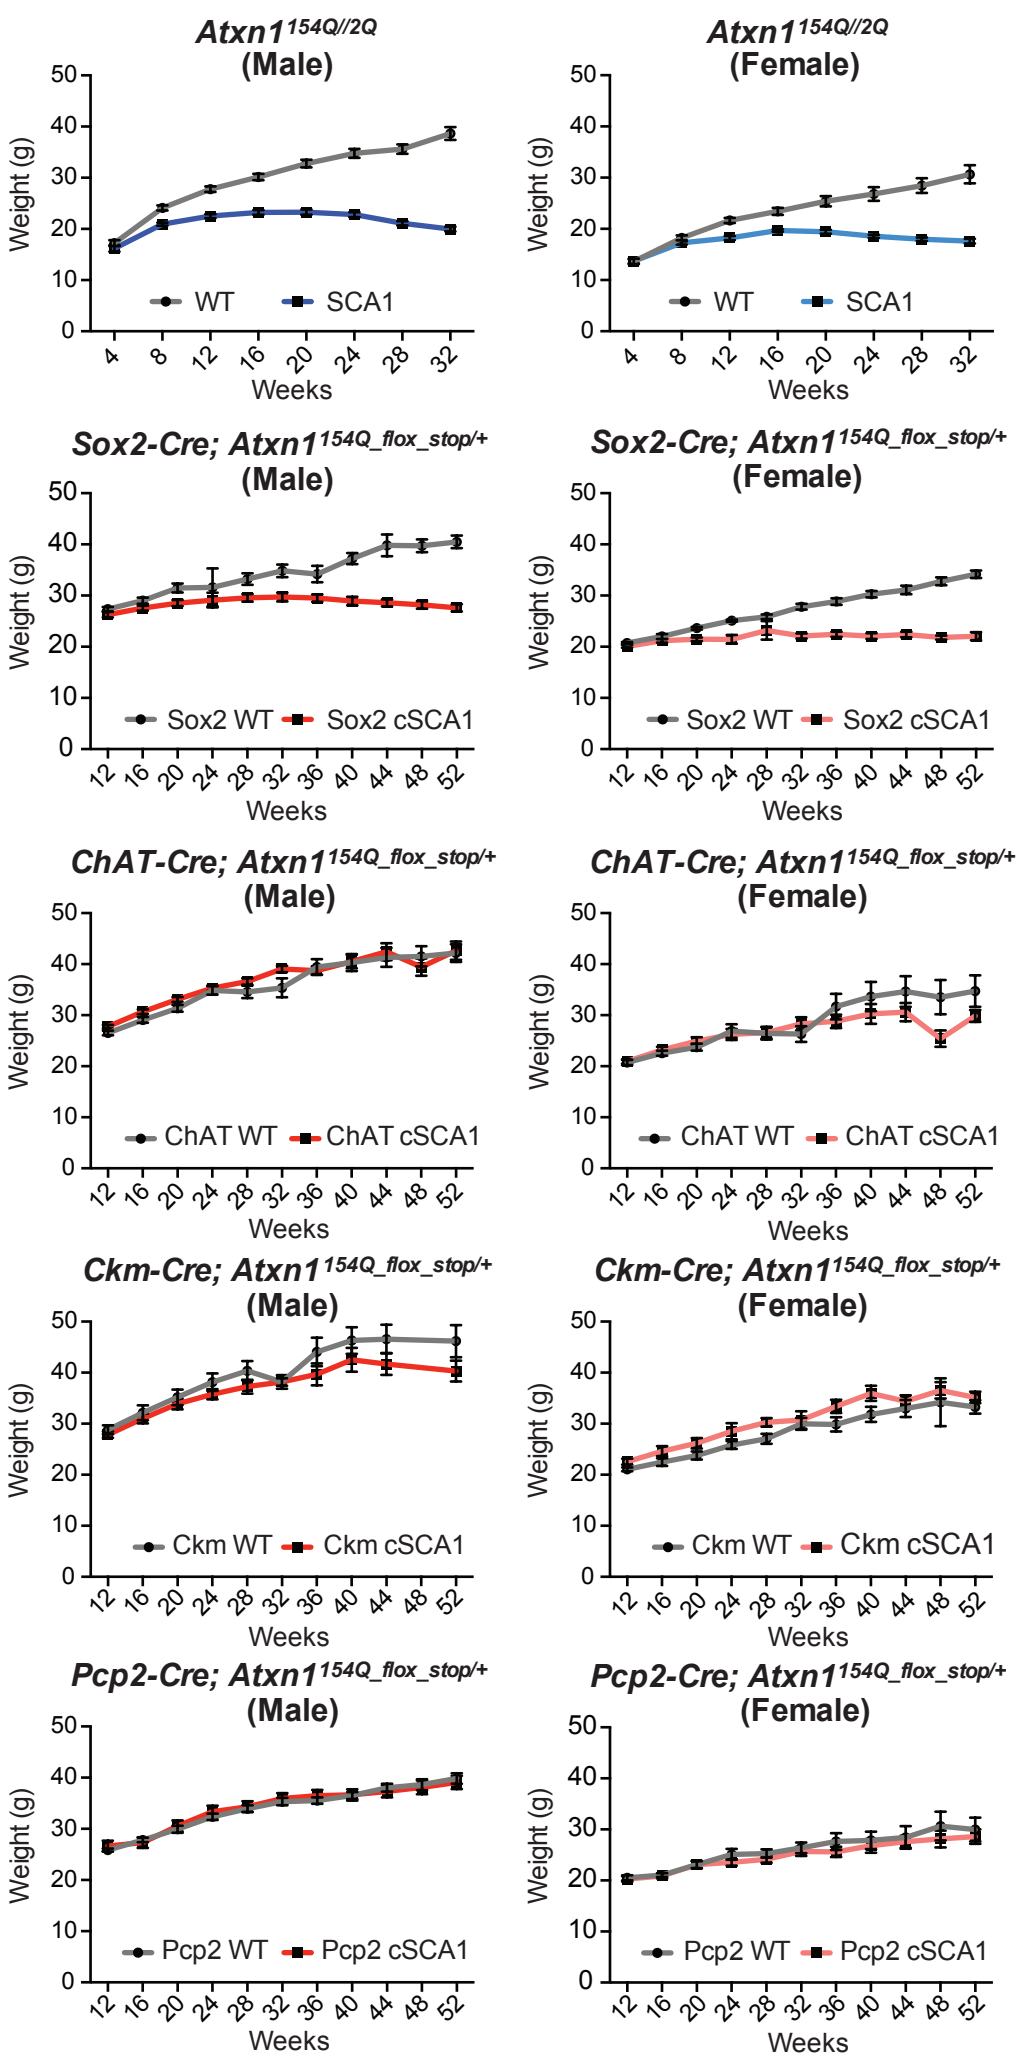 Atxn1154Q//2Q
(Male)
Weight (g)
50
40
30
20
10
0
WT SCA1
4 8 12 16 20 24 28 32
Weeks
Atxn1154Q//2Q
(Female)
Weight (g)
50
40
30
20
10
0
WT SCA1
4 8 12 16 20 24 28 32
Weeks
Sox2-Cre; Atxn1154Q_flox_stop/+
(Male)
Weight (g)
50
40
30
20
10
0
Sox2 WT Sox2 cSCA1
12 16 20 24 28 32 36 40 44 48 52
Weeks
Sox2-Cre; Atxn1154Q_flox_stop/+
(Female)
Weight (g)
50
40
30
20
10
0
Sox2 WT Sox2 cSCA1
12 16 20 24 28 32 36 40 44 48 52
Weeks
ChAT-Cre; Atxn1154Q_flox_stop/+
(Male)
Weight (g)
50
40
30
20
10
0
ChAT WT ChAT cSCA1
12 16 20 24 28 32 36 40 44 48 52
Weeks
ChAT-Cre; Atxn1154Q_flox_stop/+
(Female)
Weight (g)
50
40
30
20
10
0
ChAT WT ChAT cSCA1
12 16 20 24 28 32 36 40 44 48 52
Weeks
Ckm-Cre; Atxn1154Q_flox_stop/+
(Male)
Weight (g)
50
40
30
20
10
0
Ckm WT Ckm cSCA1
12 16 20 24 28 32 36 40 44 48 52
Weeks
Ckm-Cre; Atxn1154Q_flox_stop/+
(Female)
Weight (g)
50
40
30
20
10
0
Ckm WT Ckm cSCA1
12 16 20 24 28 32 36 40 44 48 52
Weeks
Pcp2-Cre; Atxn1154Q_flox_stop/+
(Male)
Weight (g)
50
40
30
20
10
0
Pcp2 WT Pcp2 cSCA1
12 16 20 24 28 32 36 40 44 48 52
Weeks
Pcp2-Cre; Atxn1154Q_flox_stop/+
(Female)
Weight (g)
50
40
30
20
10
0
Pcp2 WT Pcp2 cSCA1
12 16 20 24 28 32 36 40 44 48 52
Weeks